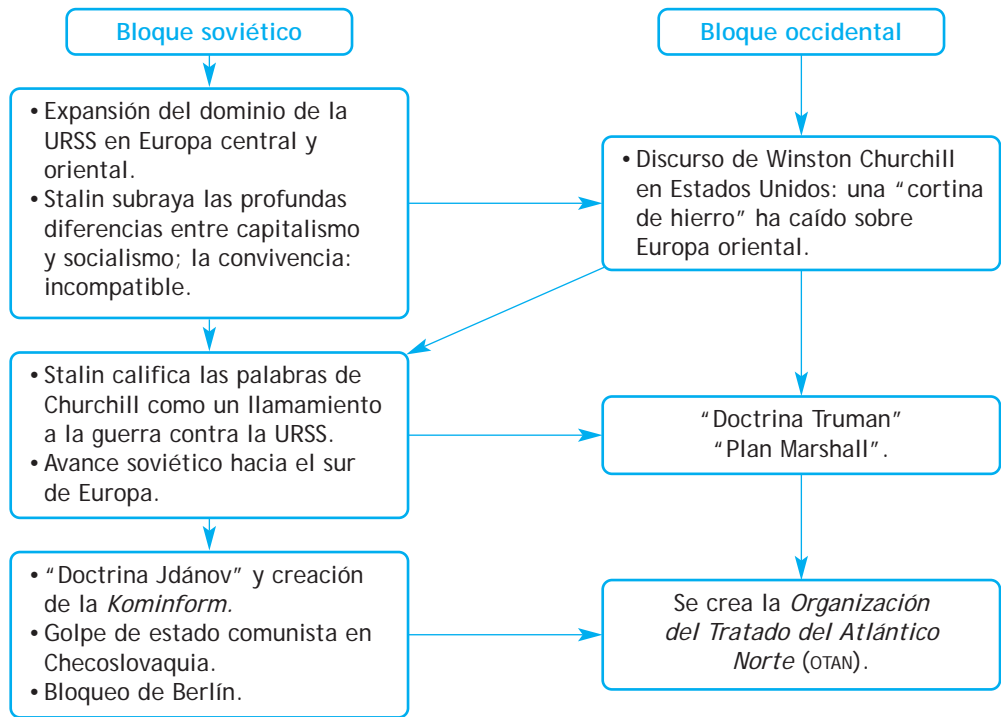 Bloque soviético
Bloque occidental
• Expansión del dominio de la
URSS en Europa central y
oriental.
• Stalin subraya las profundas
diferencias entre capitalismo
y socialismo; la convivencia:
incompatible.
• Discurso de Winston Churchill
en Estados Unidos: una “cortina
de hierro” ha caído sobre
Europa oriental.
• Stalin califica las palabras de
Churchill como un llamamiento
a la guerra contra la URSS.
• Avance soviético hacia el sur
de Europa.
“Doctrina Truman”
“Plan Marshall”.
• “Doctrina Jdánov” y creación
de la Kominform.
• Golpe de estado comunista en
Checoslovaquia.
• Bloqueo de Berlín.
Se crea la Organización
del Tratado del Atlántico
Norte (OTAN).